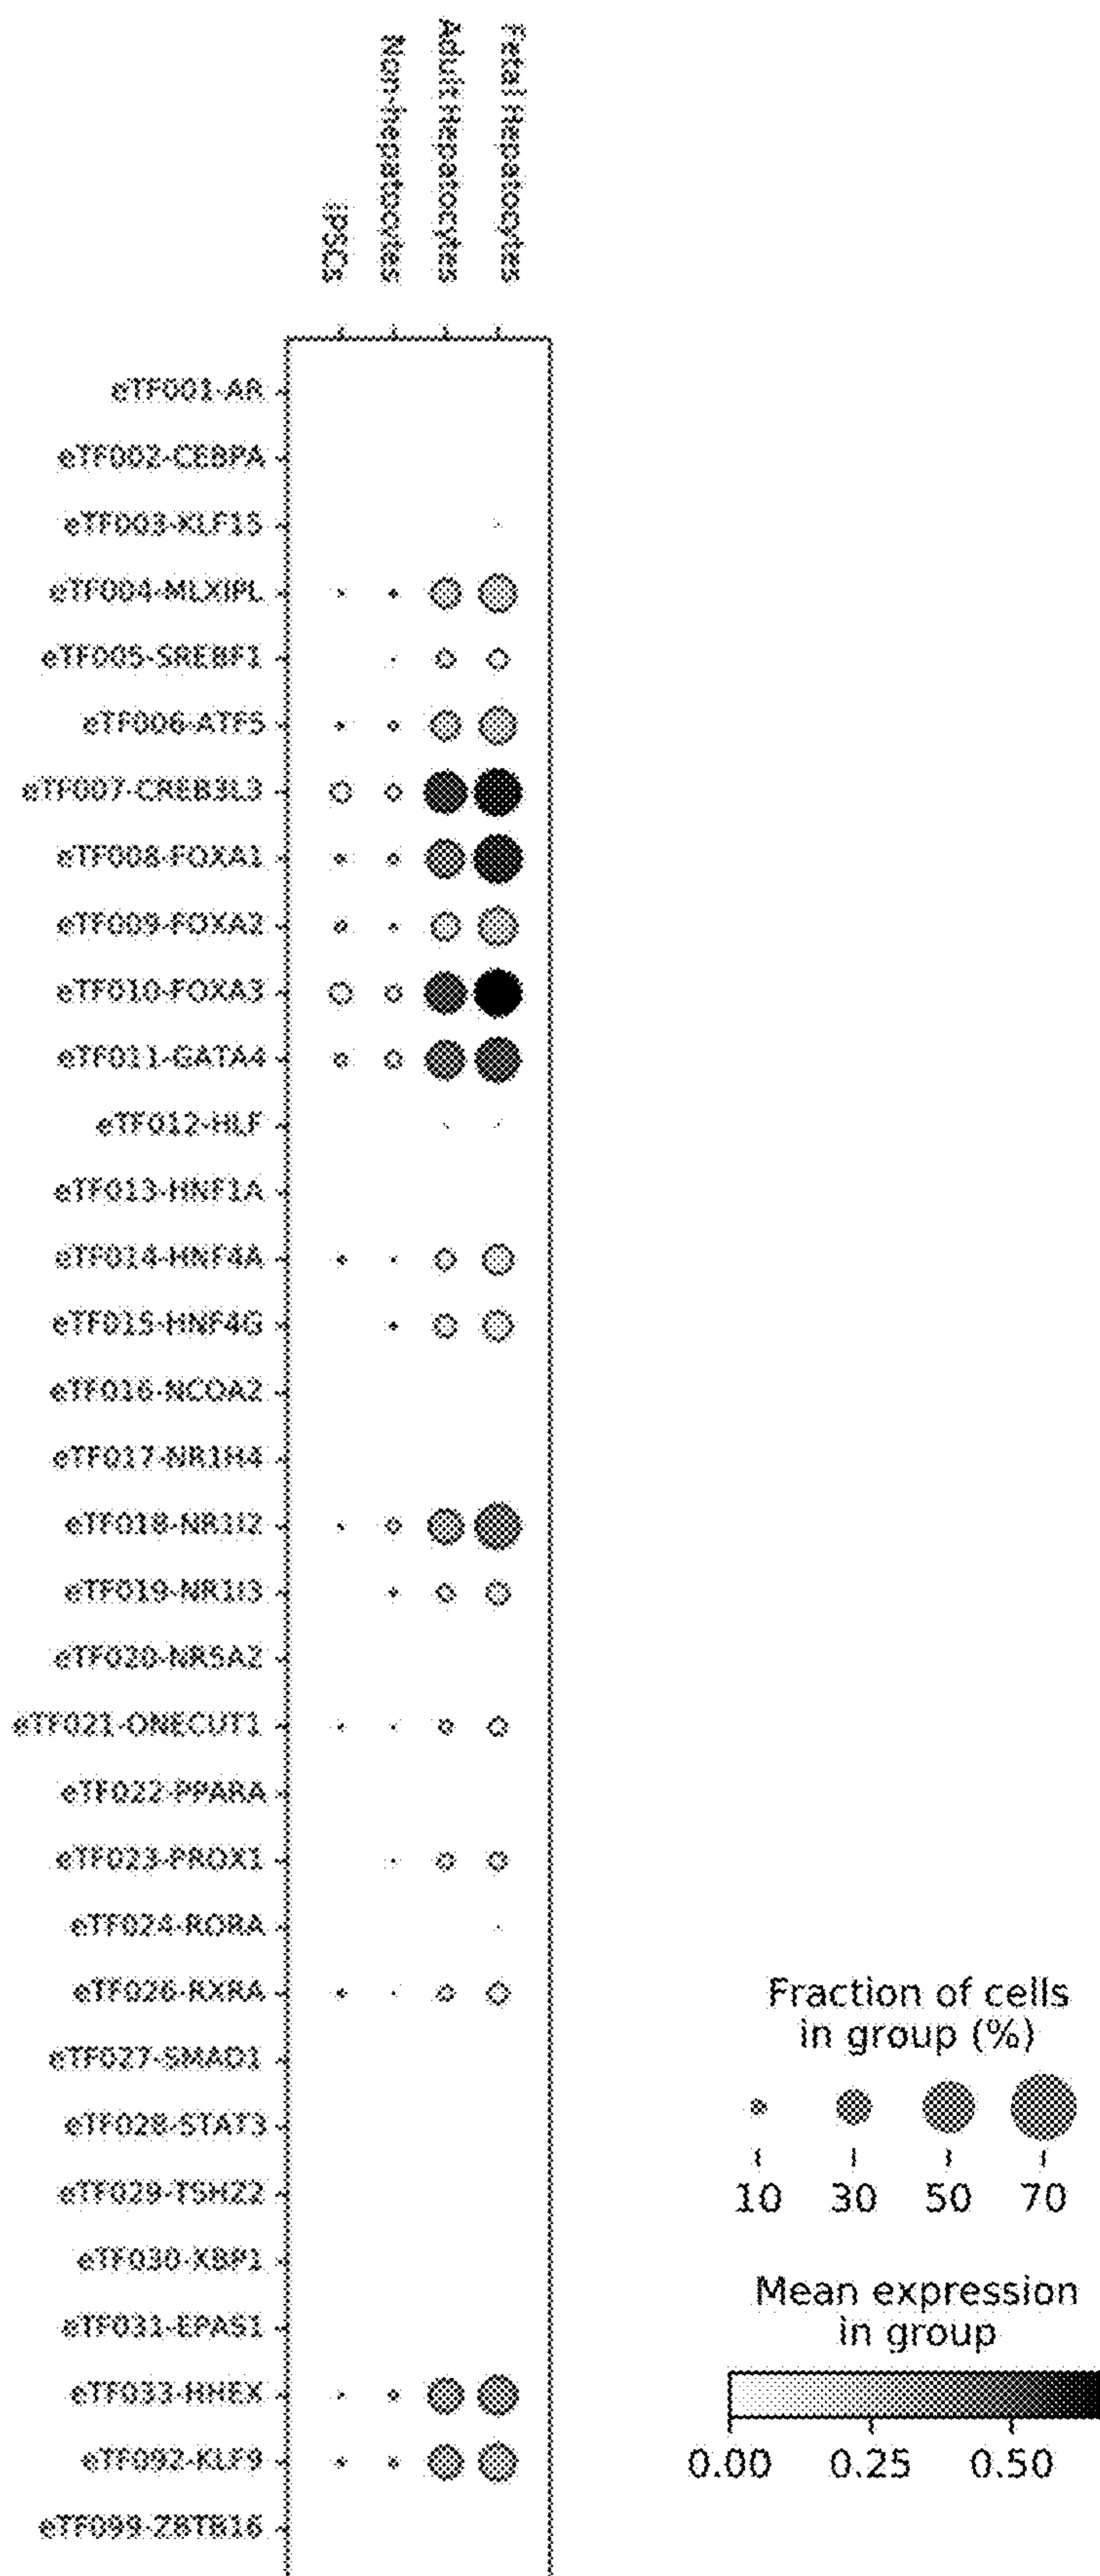 iPSCs
Non-hepatocytes
Adult Hepatocytes
Fetal Hepatocytes
eTF001-AR
eTF002-CEBPA
eTF003-KLF15
eTF004-MLXIPL
eTF005-SREBF1
eTF006-ATF5
eTF007-CREB3L3
eTF008-FOXA1
eTF009-FOXA2
eTF010-FOXA3
eTF011-GATA4
eTF012-HLF
eTF013-HNF1A
eTF014-HNF4A
eTF015-HNF4G
eTF016-NCOA2
eTF017-NR1H4
eTF018-NR1I2
eTF019-NR1I3
eTF020-NR5A2
eTF021-ONECUT1
eTF022-PPARA
eTF023-PROX1
eTF024-RORA
eTF026-RXRA
eTF027-SMAD1
eTF028-STAT3
eTF029-TSHZ2
eTF030-XBP1
eTF031-EPAS1
eTF033-HHEX
eTF092-KLF9
eTF099-ZBTB16
Fraction of cells
in group (%)
10 30 50 70
Mean expression
in group
0.00 0.25 0.50